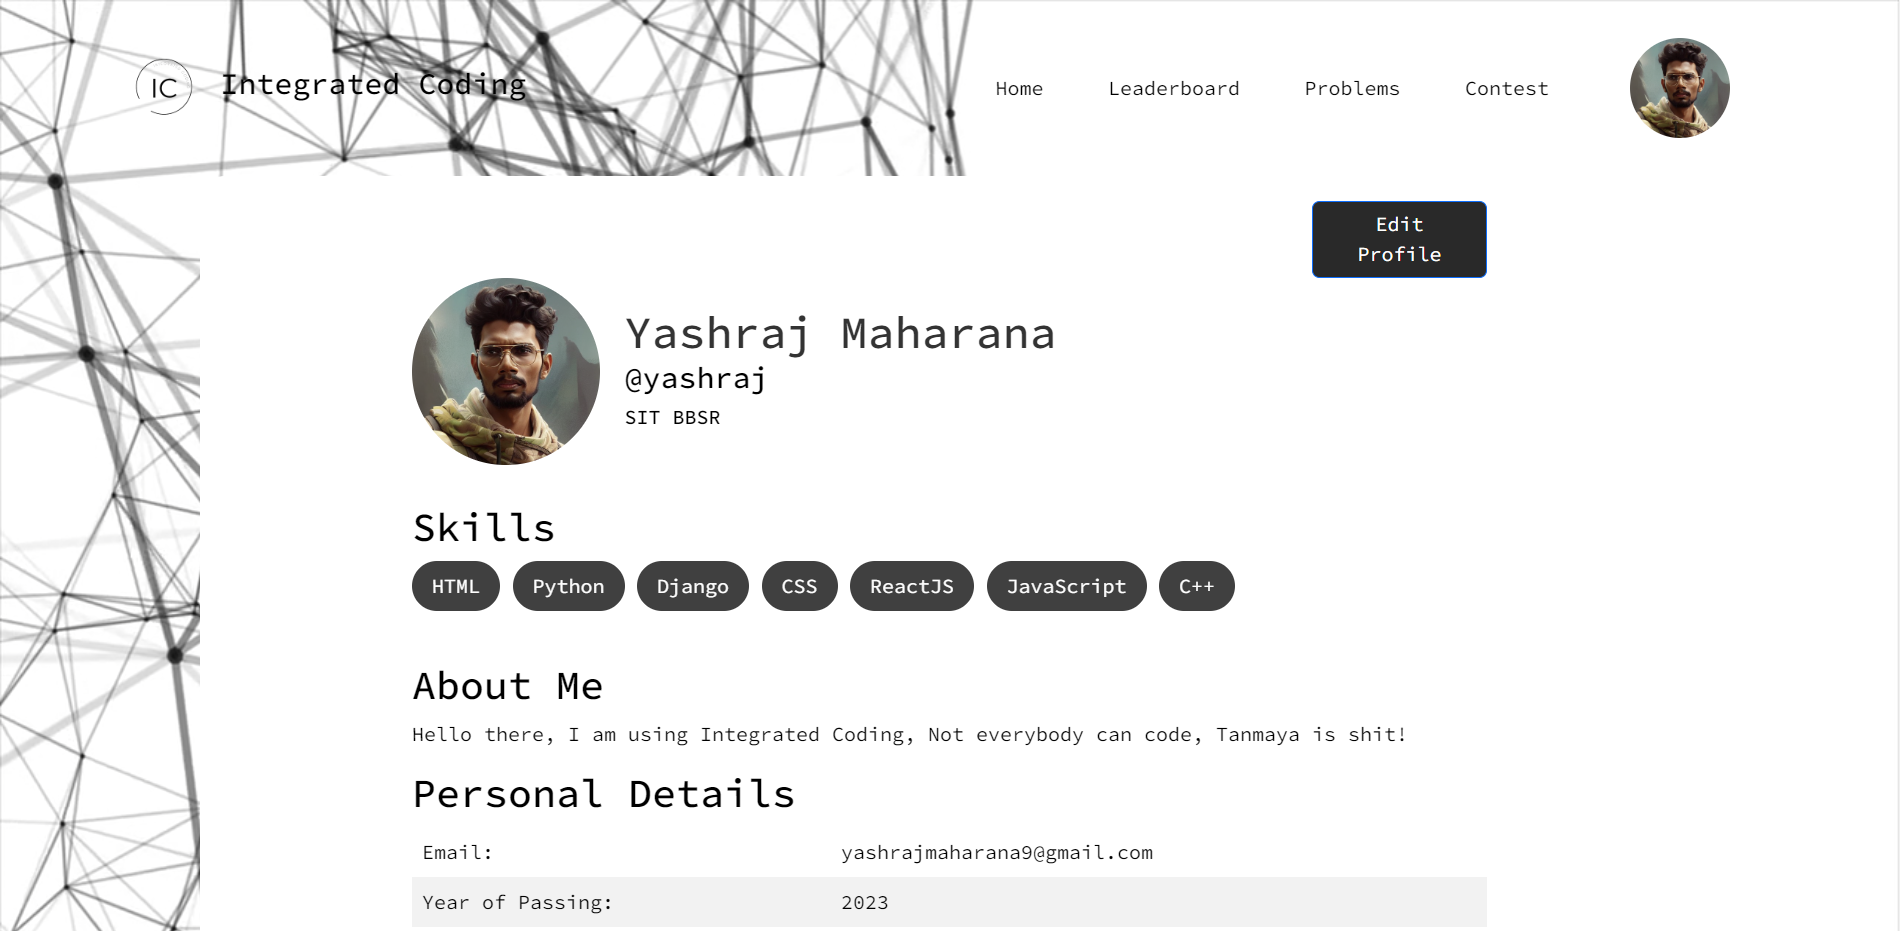 IC Integrated Coding
Home Leaderboard Problems Contest
Edit
Profile
Yashraj Maharana
@yashraj
SIT BBSR
Skills
HTML Python Django CSS ReactJS JavaScript C++
About Me
Hello there, I am using Integrated Coding, Not everybody can code, Tanmaya is shit!
Personal Details
Email: yashrajmaharana9@gmail.com
Year of Passing: 2023